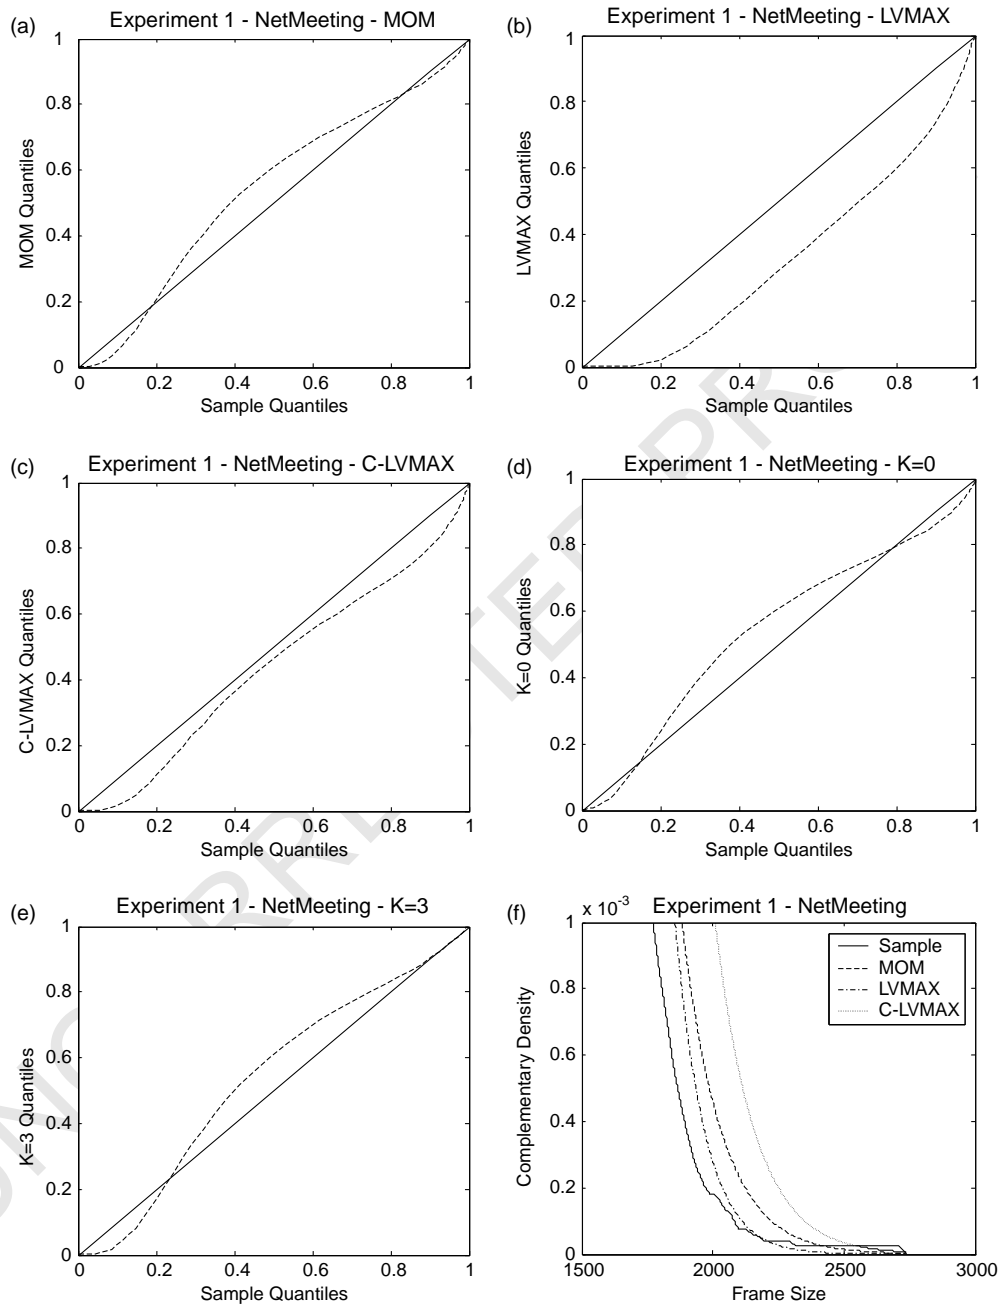 (a)
Experiment 1 - NetMeeting - MOM
1
0.8
0.6
0.4
0.2
0
MOM Quantiles
0 0.2 0.4 0.6 0.8 1
Sample Quantiles
(b)
Experiment 1 - NetMeeting - LVMAX
1
0.8
0.6
0.4
0.2
0
LVMAX Quantiles
0 0.2 0.4 0.6 0.8 1
Sample Quantiles
(c)
Experiment 1 - NetMeeting - C-LVMAX
1
0.8
0.6
0.4
0.2
0
C-LVMAX Quantiles
0 0.2 0.4 0.6 0.8 1
Sample Quantiles
(d)
Experiment 1 - NetMeeting - K=0
1
0.8
0.6
0.4
0.2
0
K=0 Quantiles
0 0.2 0.4 0.6 0.8 1
Sample Quantiles
(e)
Experiment 1 - NetMeeting - K=3
1
0.8
0.6
0.4
0.2
0
K=3 Quantiles
0 0.2 0.4 0.6 0.8 1
Sample Quantiles
(f)
x 10-3
Experiment 1 - NetMeeting
1
0.8
0.6
0.4
0.2
0
Complementary Density
Sample
MOM
LVMAX
C-LVMAX
1500 2000 2500 3000
Frame Size